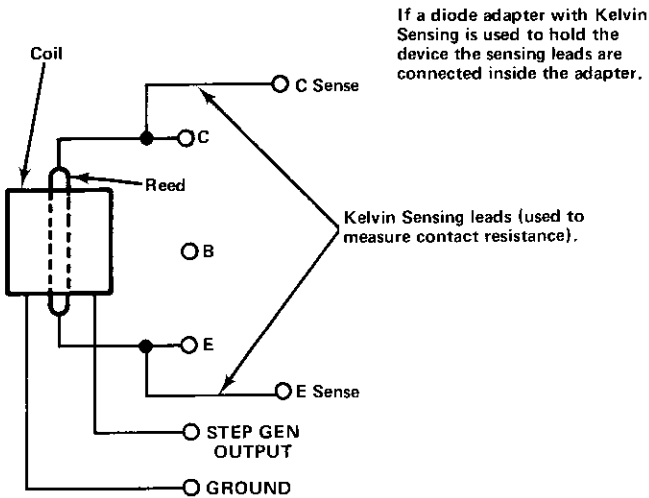 If a diode adapter with Kelvin
Sensing is used to hold the
device the sensing leads are
connected inside the adapter.
Coil
C Sense
C
Reed
Kelvin Sensing leads (used to
measure contact resistance).
B
E
E Sense
STEP GEN
OUTPUT
GROUND